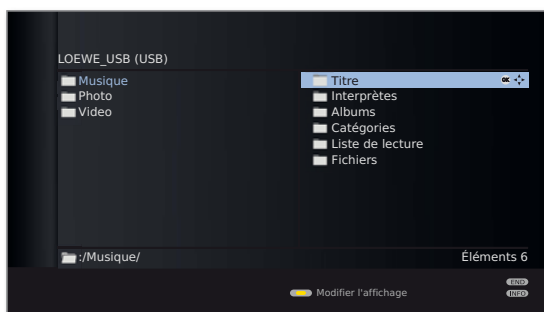 LOEWE_USB (USB)
Musique
Photo
Video
Titre OK
Interprètes
Albums
Catégories
Liste de lecture
Fichiers
:/Musique/
Éléments 6
Modifier l'affichage
END
INFO